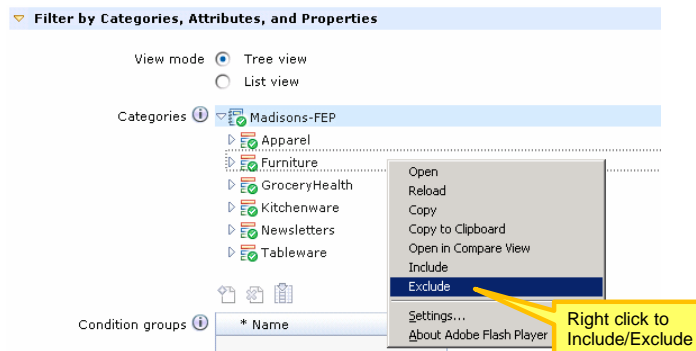 Filter by Categories, Attributes, and Properties
View mode Tree view
List view
Categories Madisons-FEP
Apparel
Furniture
GroceryHealth
Kitchenware
Newsletters
Tableware
Open
Reload
Copy
Copy to Clipboard
Open in Compare View
Include
Exclude
Settings...
About Adobe Flash Player
Right click to
Include/Exclude
Condition groups * Name